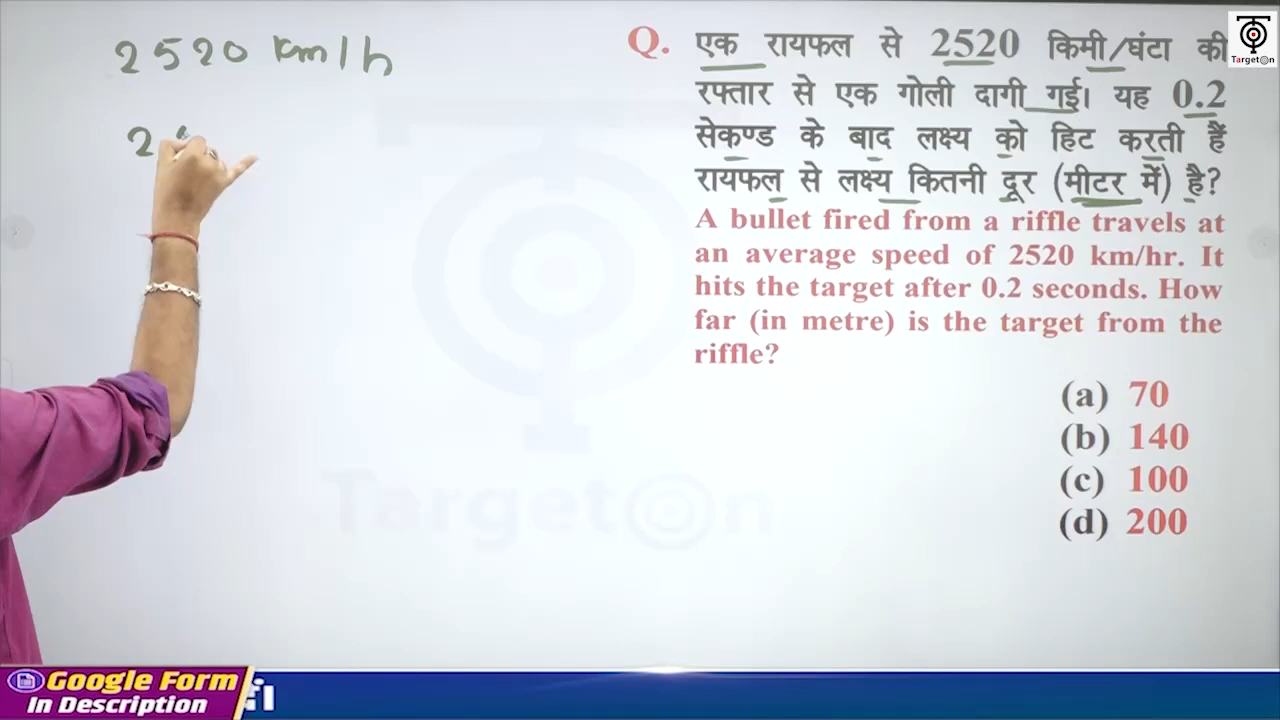 2520 km/h
2
Q. एक रायफल से 2520 किमी/घंटा की
रफ्तार से एक गोली दागी गई। यह 0.2
सेकण्ड के बाद लक्ष्य को हिट करती हैं
रायफल से लक्ष्य कितनी दूर (मीटर में) है?
A bullet fired from a riffle travels at
an average speed of 2520 km/hr. It
hits the target after 0.2 seconds. How
far (in metre) is the target from the
riffle?
(a) 70
(b) 140
(c) 100
(d) 200
TargetOn
TargetOn
Google Form
In Description